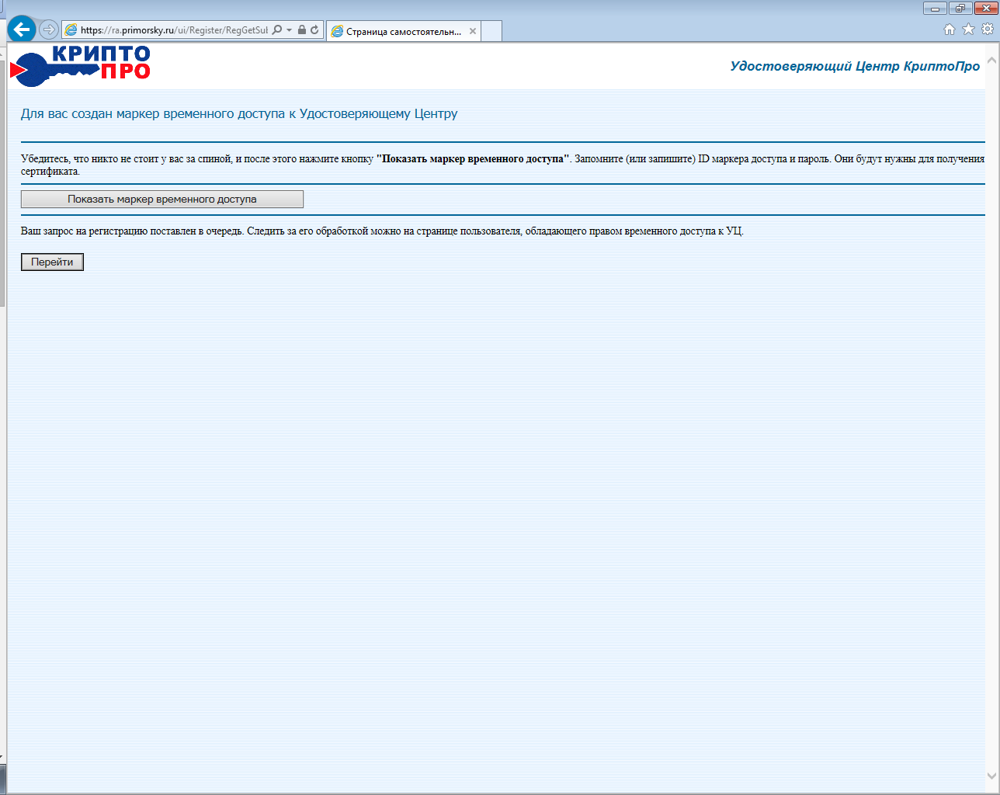 https://ra.primorsky.ru/ui/Register/RegGetSul
Страница самостоятельн...
КРИПТО
ПРО
Удостоверяющий Центр КриптоПро
Для вас создан маркер временного доступа к Удостоверяющему Центру
Убедитесь, что никто не стоит у вас за спиной, и после этого нажмите кнопку "Показать маркер временного доступа". Запомните (или запишите) ID маркера доступа и пароль. Они будут нужны для получения
сертификата.
Показать маркер временного доступа
Ваш запрос на регистрацию поставлен в очередь. Следить за его обработкой можно на странице пользователя, обладающего правом временного доступа к УЦ.
Перейти